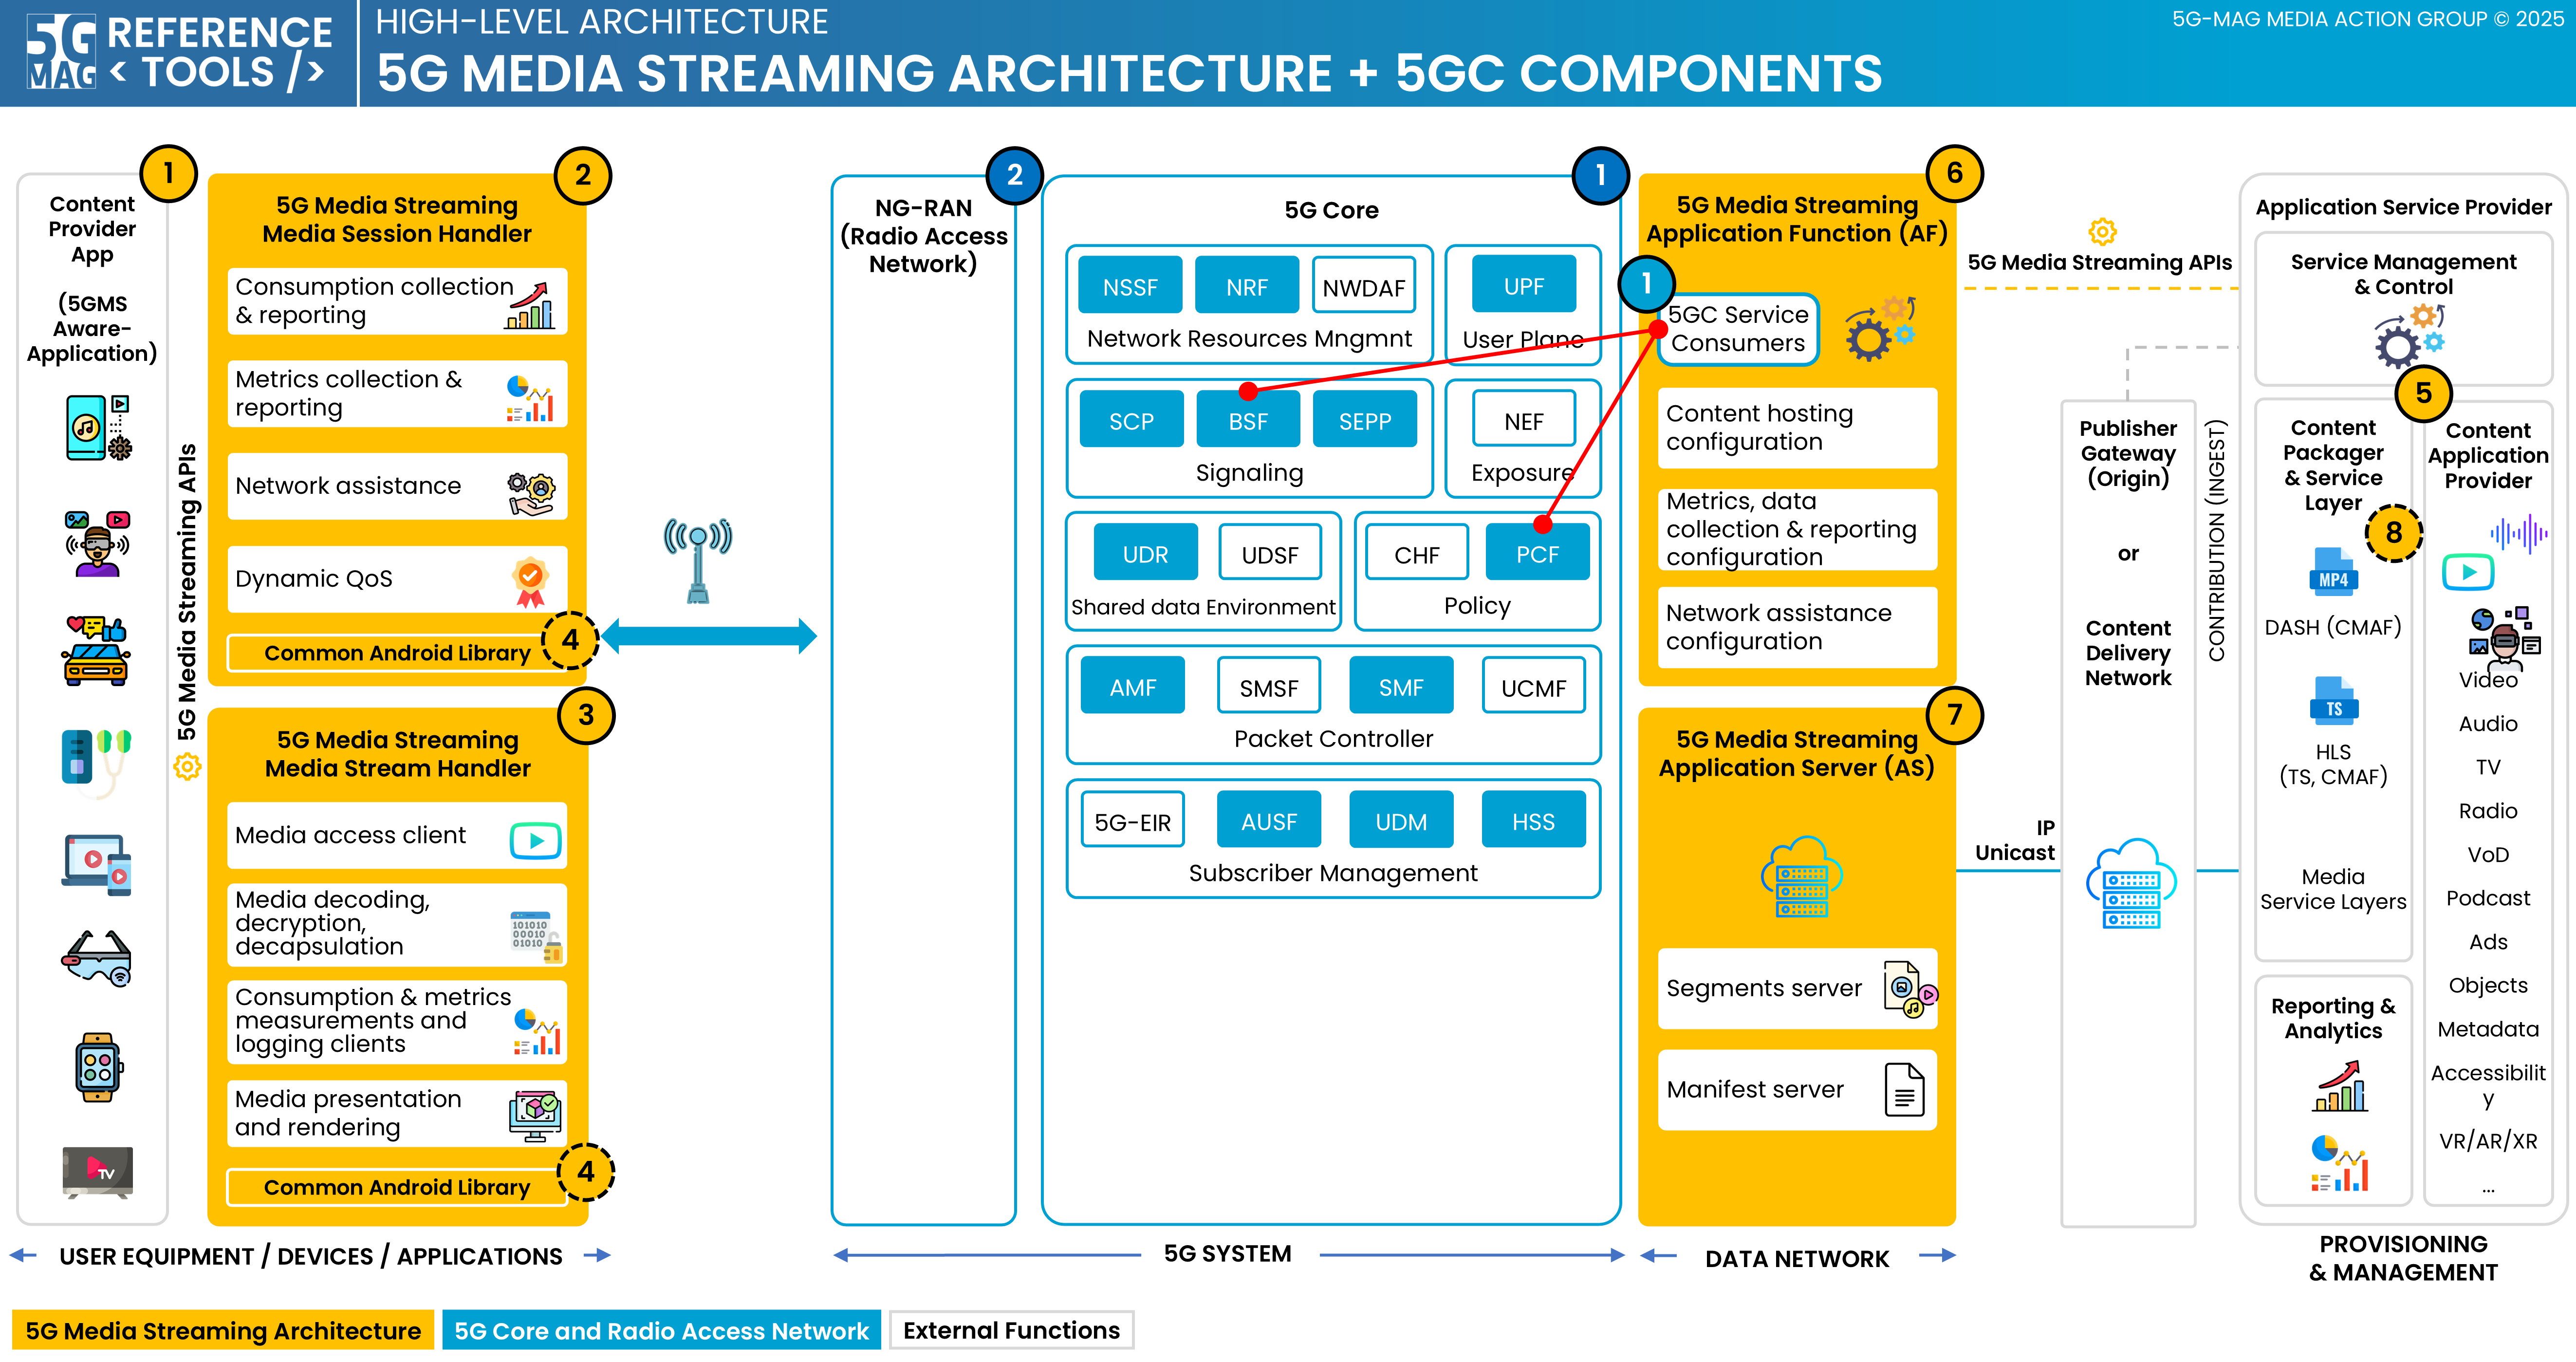 5G
MAG
REFERENCE
< TOOLS />
HIGH-LEVEL ARCHITECTURE
5G MEDIA STREAMING ARCHITECTURE + 5GC COMPONENTS
5G-MAG MEDIA ACTION GROUP © 2025
1
Content
Provider
App
(5GMS
Aware-
Application)
TV
5G Media Streaming APIs
2
5G Media Streaming
Media Session Handler
Consumption collection
& reporting
Metrics collection &
reporting
Network assistance
Dynamic QoS
Common Android Library
4
3
5G Media Streaming
Media Stream Handler
Media access client
Media decoding,
decryption,
decapsulation
101010
00010
01010
Consumption & metrics
measurements and
logging clients
Media presentation
and rendering
Common Android Library
4
2
NG-RAN
(Radio Access
Network)
1
5G Core
NSSF
NRF
NWDAF
Network Resources Mngmnt
UPF
User Plane
SCP
BSF
SEPP
Signaling
NEF
Exposure
UDR
UDSF
Shared data Environment
CHF
PCF
Policy
AMF
SMSF
SMF
UCMF
Packet Controller
5G-EIR
AUSF
UDM
HSS
Subscriber Management
6
5G Media Streaming
Application Function (AF)
1
5GC Service
Consumers
Content hosting
configuration
Metrics, data
collection & reporting
configuration
Network assistance
configuration
7
5G Media Streaming
Application Server (AS)
Segments server
Manifest server
5G Media Streaming APIs
IP
Unicast
Publisher
Gateway
(Origin)
or
Content
Delivery
Network
CONTRIBUTION (INGEST)
Application Service Provider
Service Management
& Control
5
Content
Packager
& Service
Layer
8
MP4
DASH (CMAF)
TS
HLS
(TS, CMAF)
Media
Service Layers
Reporting &
Analytics
Content
Application
Provider
Video
Audio
TV
Radio
VoD
Podcast
Ads
Objects
Metadata
Accessibilit
y
VR/AR/XR
...
USER EQUIPMENT / DEVICES / APPLICATIONS
5G SYSTEM
DATA NETWORK
PROVISIONING
& MANAGEMENT
5G Media Streaming Architecture
5G Core and Radio Access Network
External Functions